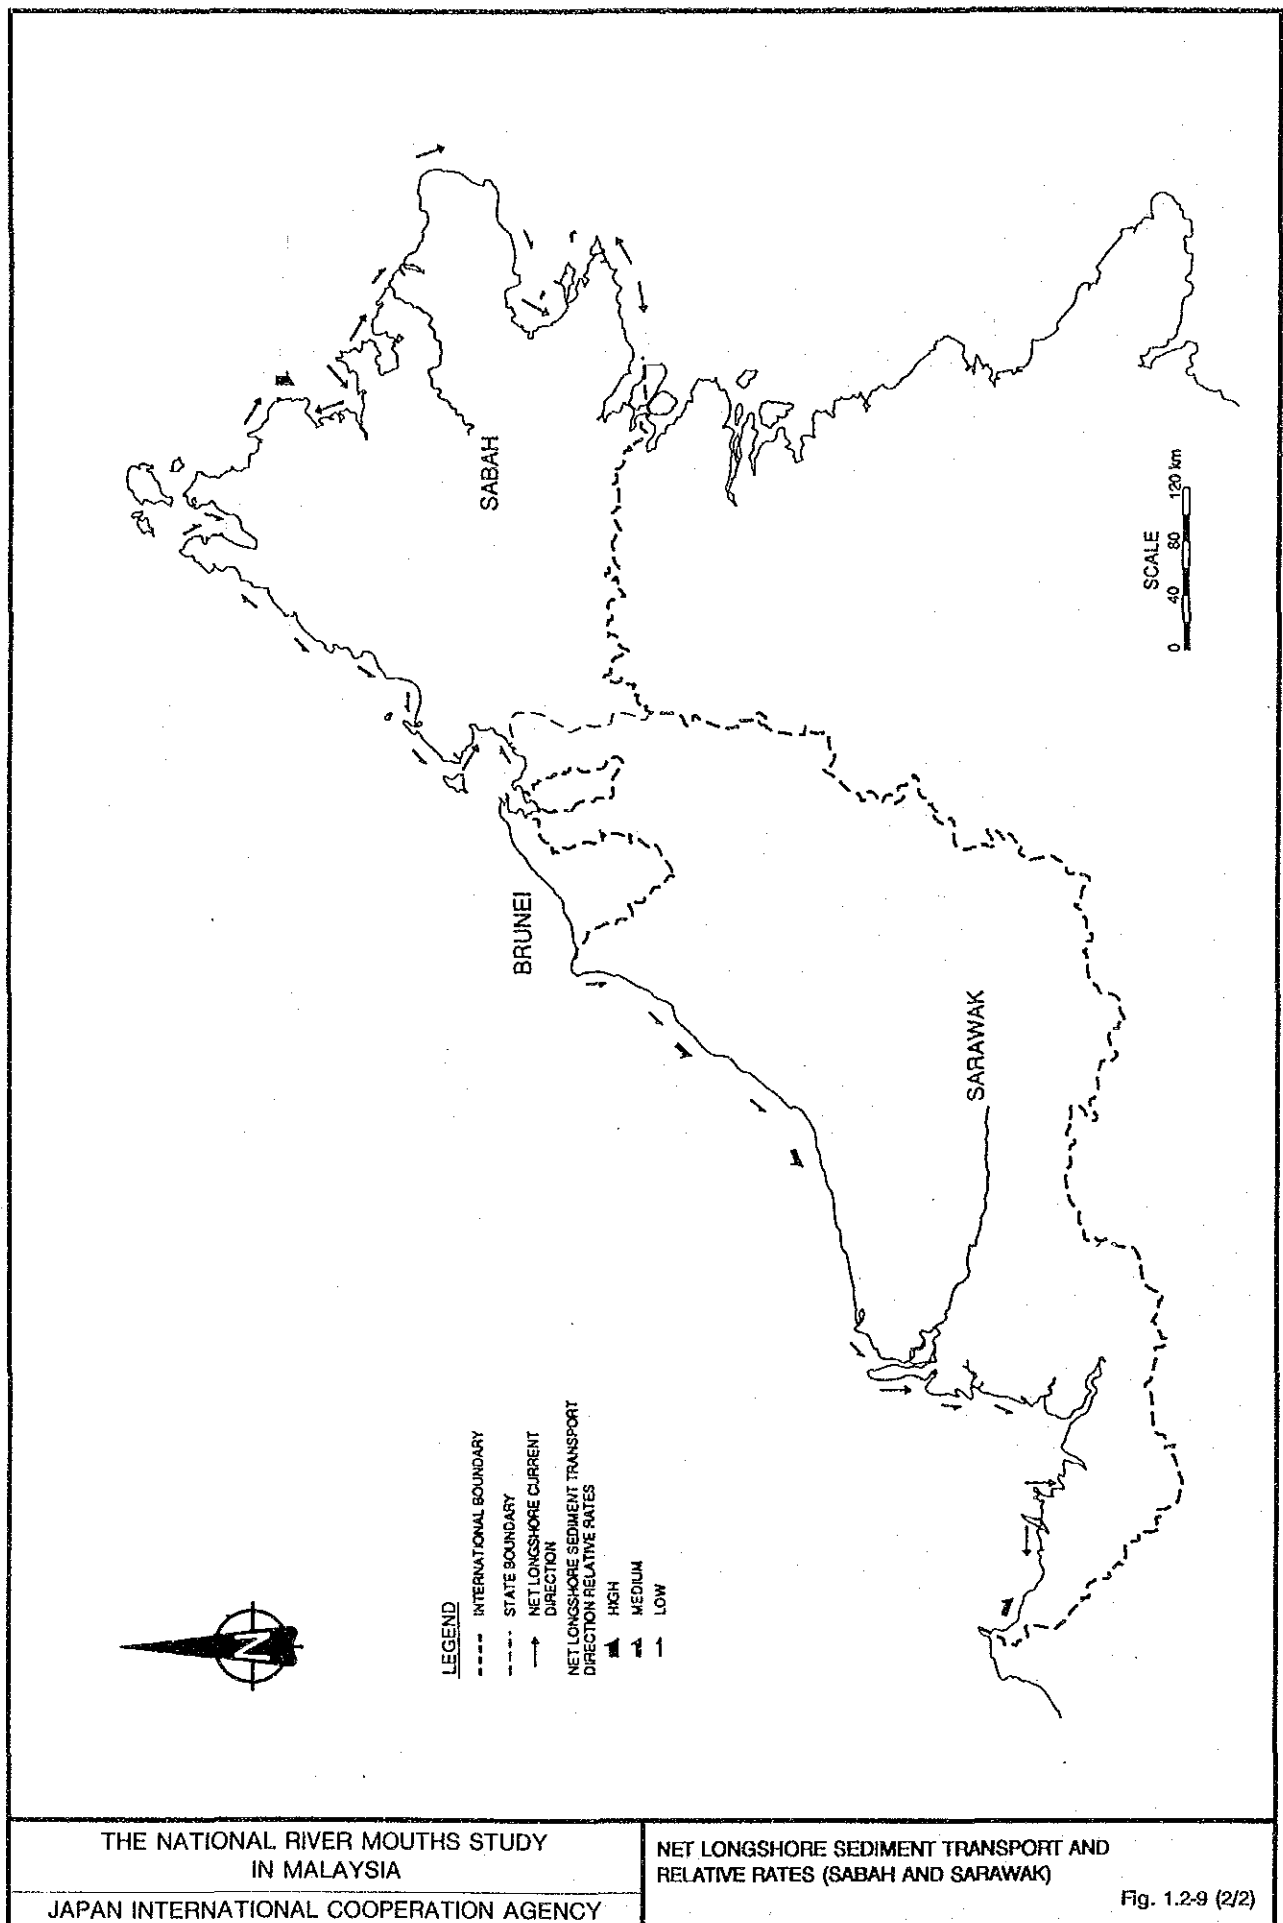 SABAH
BRUNEI
SARAWAK
SCALE
0 40 80 120 km
N
LEGEND
INTERNATIONAL BOUNDARY
STATE BOUNDARY
NET LONGSHORE CURRENT
DIRECTION
NET LONGSHORE SEDIMENT TRANSPORT
DIRECTION RELATIVE RATES
HIGH
MEDIUM
LOW
THE NATIONAL RIVER MOUTHS STUDY
IN MALAYSIA
JAPAN INTERNATIONAL COOPERATION AGENCY
NET LONGSHORE SEDIMENT TRANSPORT AND
RELATIVE RATES (SABAH AND SARAWAK)
Fig. 1.2-9 (2/2)